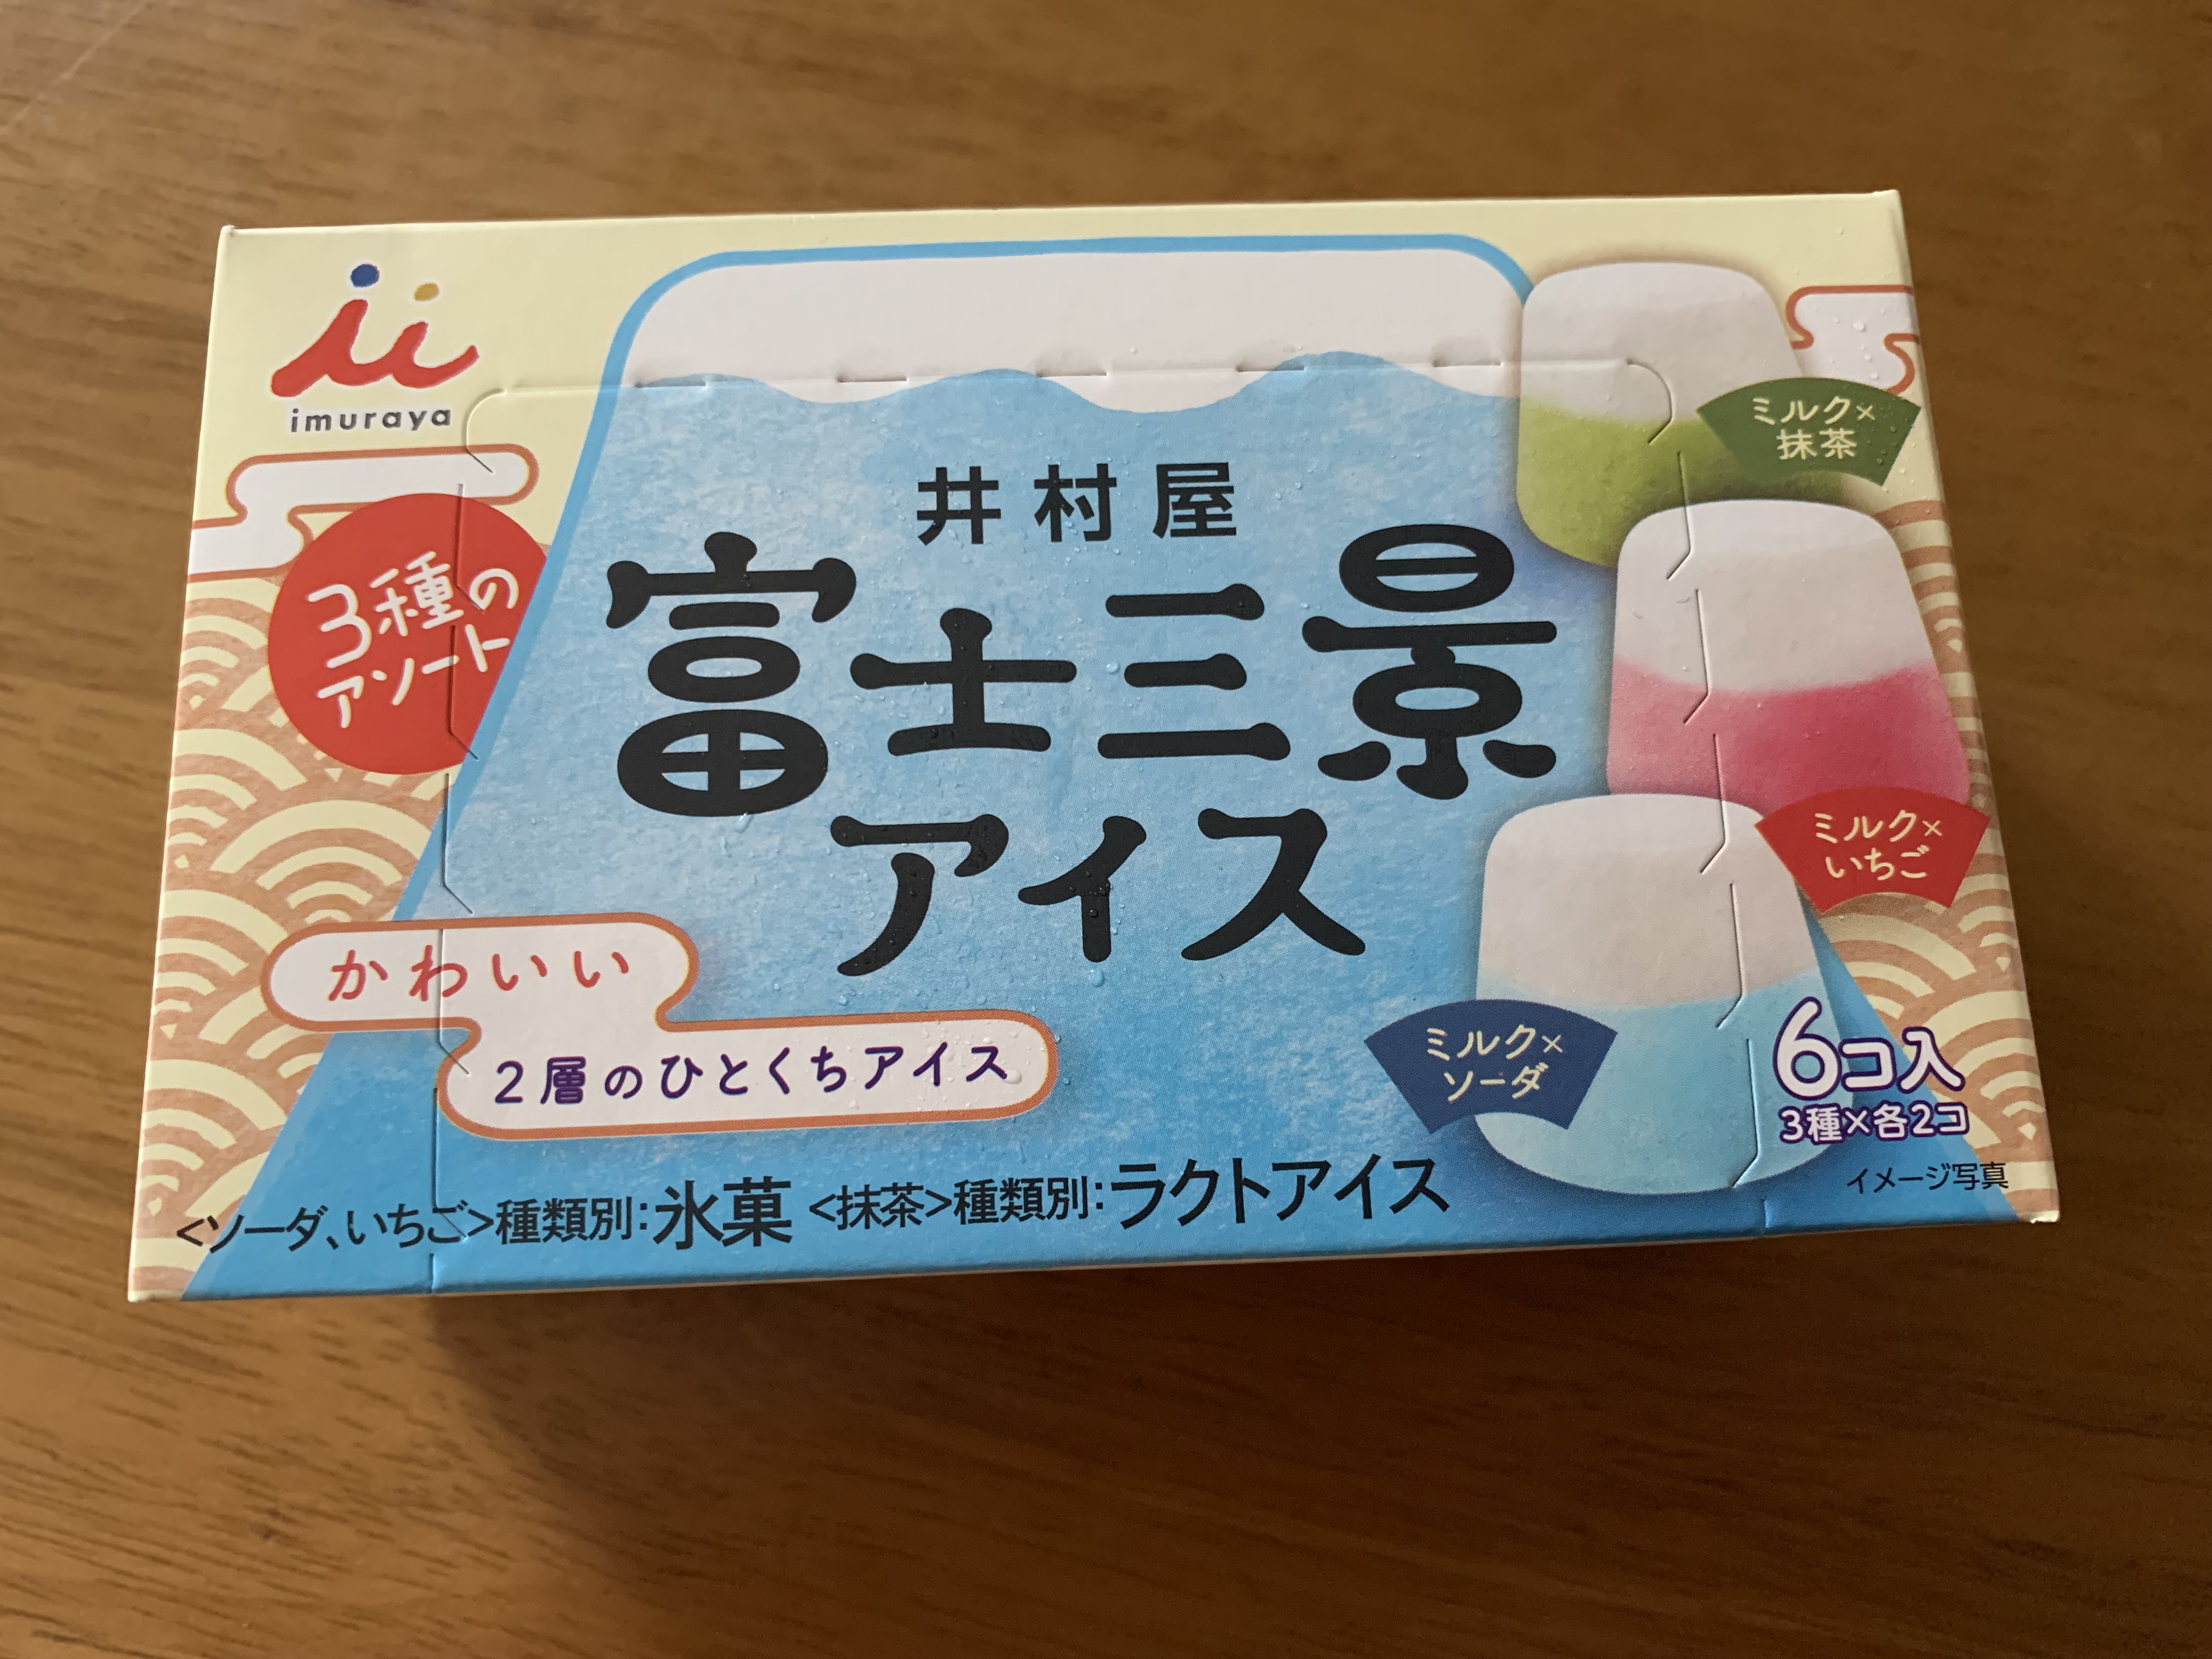 imuraya
3種の
アソート
井村屋
富士三景
アイス
ミルク×
抹茶
ミルク×
いちご
ミルク×
ソーダ
かわいい
2層のひとくちアイス
6コ入
3種×各2コ
イメージ写真
<ソーダ、いちご>種類別:氷菓 <抹茶>種類別:ラクトアイス